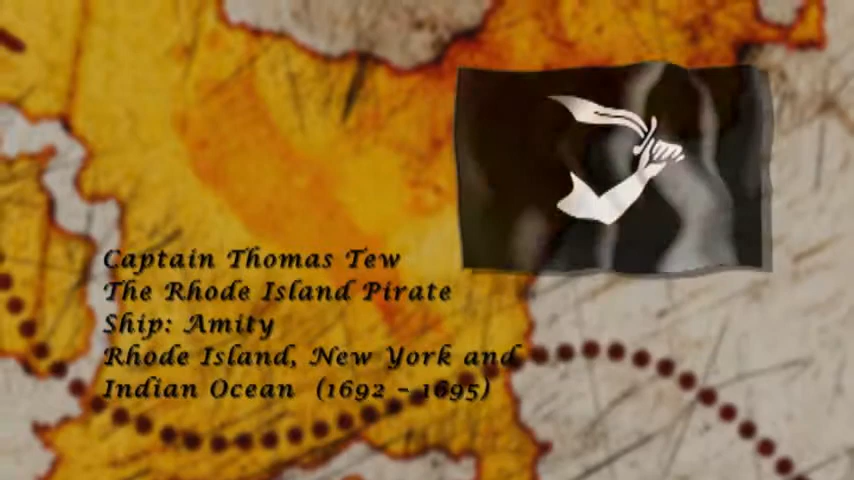 Captain Thomas Tew
The Rhode Island Pirate
Ship: Amity
Rhode Island, New York and
Indian Ocean (1692 - 1695)